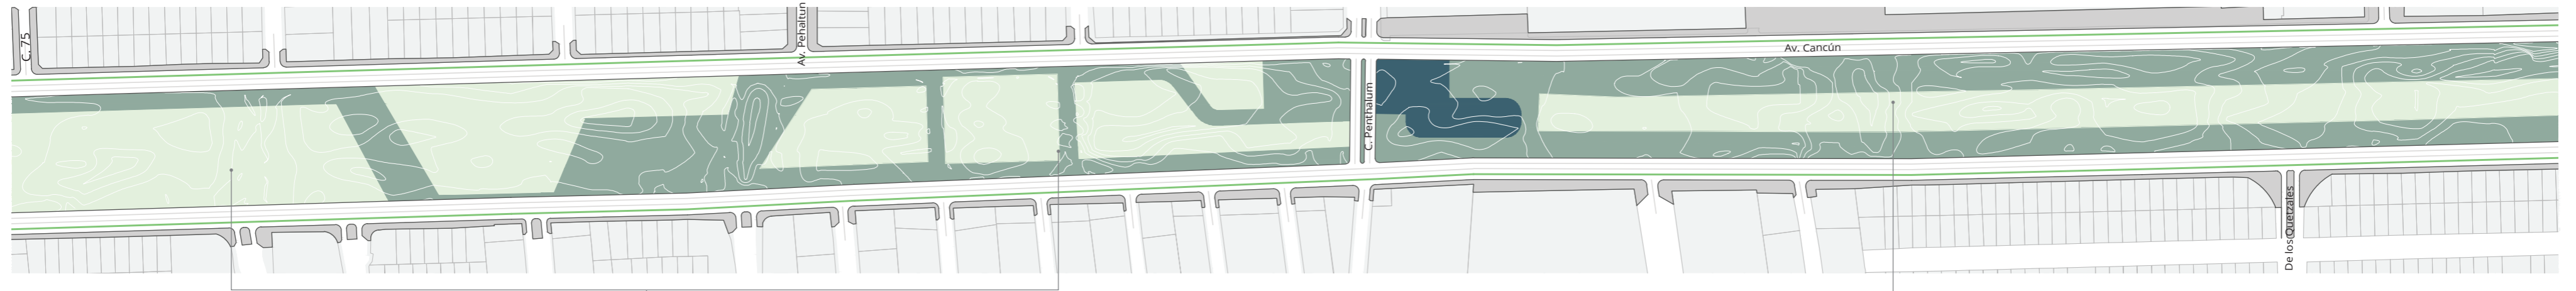 C. 75
Av. Pehaltun
Av. Cancún
C. Penthalum
De los Quetzales